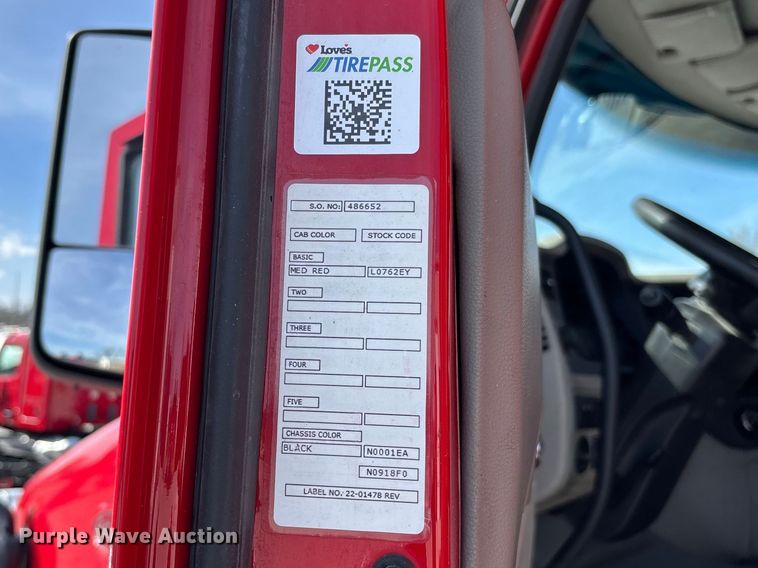 Love's
TIREPASS
S.O. NO: 486652
CAB COLOR STOCK CODE
BASIC
MED RED L0762EY
TWO
THREE
FOUR
FIVE
CHASSIS COLOR
BLACK N0001EA
N0918F0
LABEL NO. 22-01478 REV
Purple Wave Auction